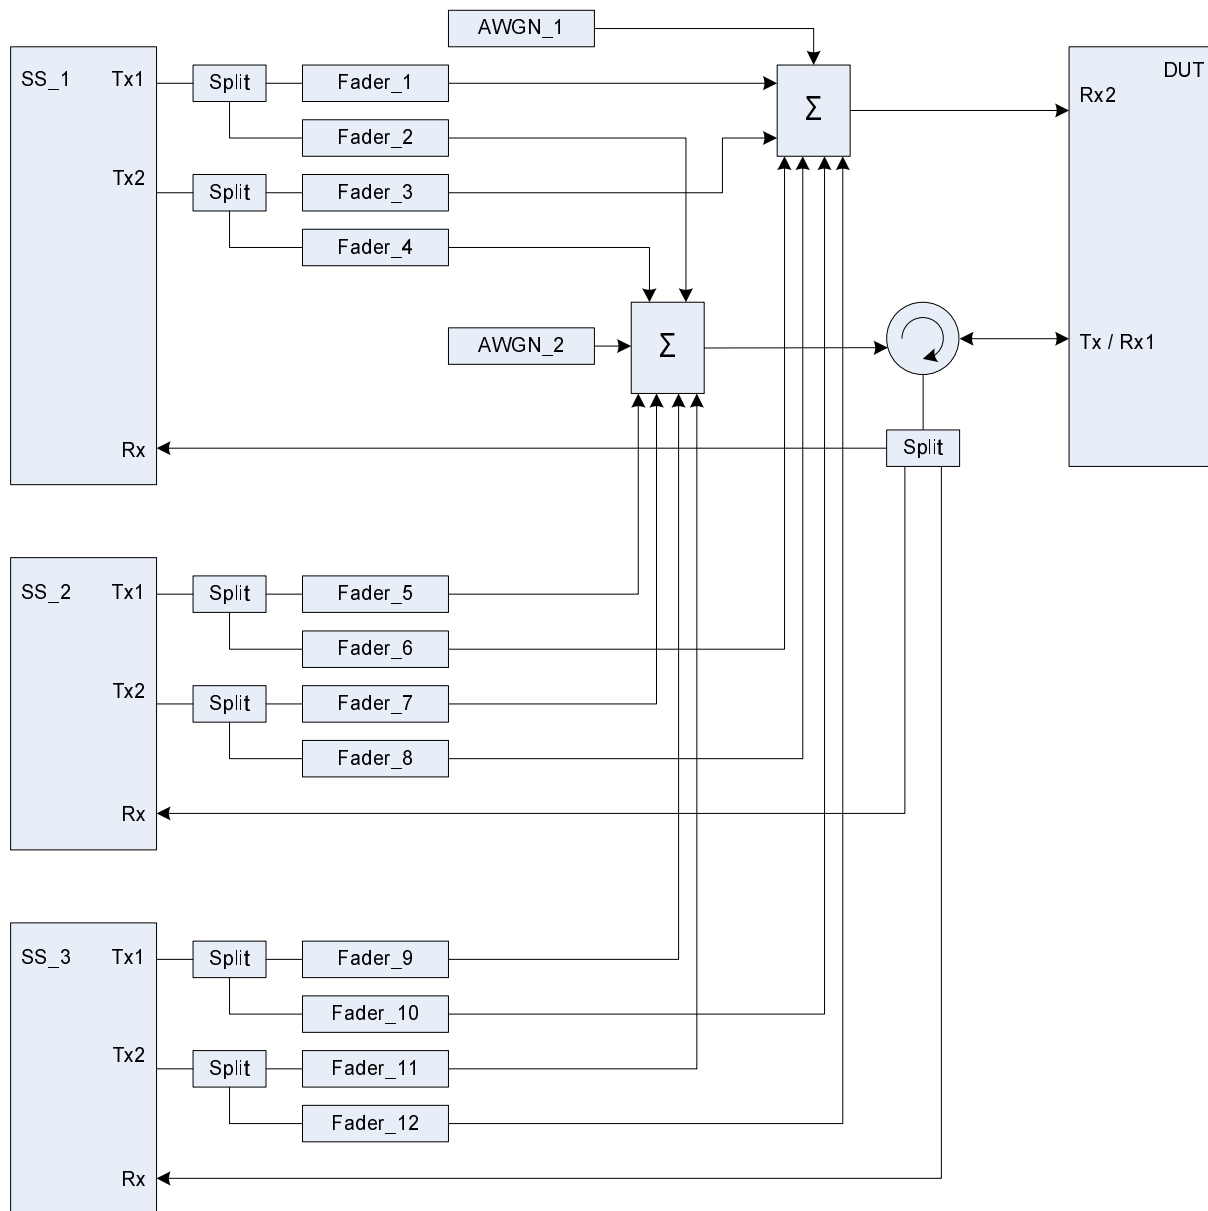 AWGN_1
SS_1 Tx1 Split Fader_1 Σ DUT
Rx2
Fader_2
Tx2 Split Fader_3
Fader_4
AWGN_2 Σ Tx / Rx1
Rx Split
SS_2 Tx1 Split Fader_5
Fader_6
Tx2 Split Fader_7
Fader_8
Rx
SS_3 Tx1 Split Fader_9
Fader_10
Tx2 Split Fader_11
Fader_12
Rx